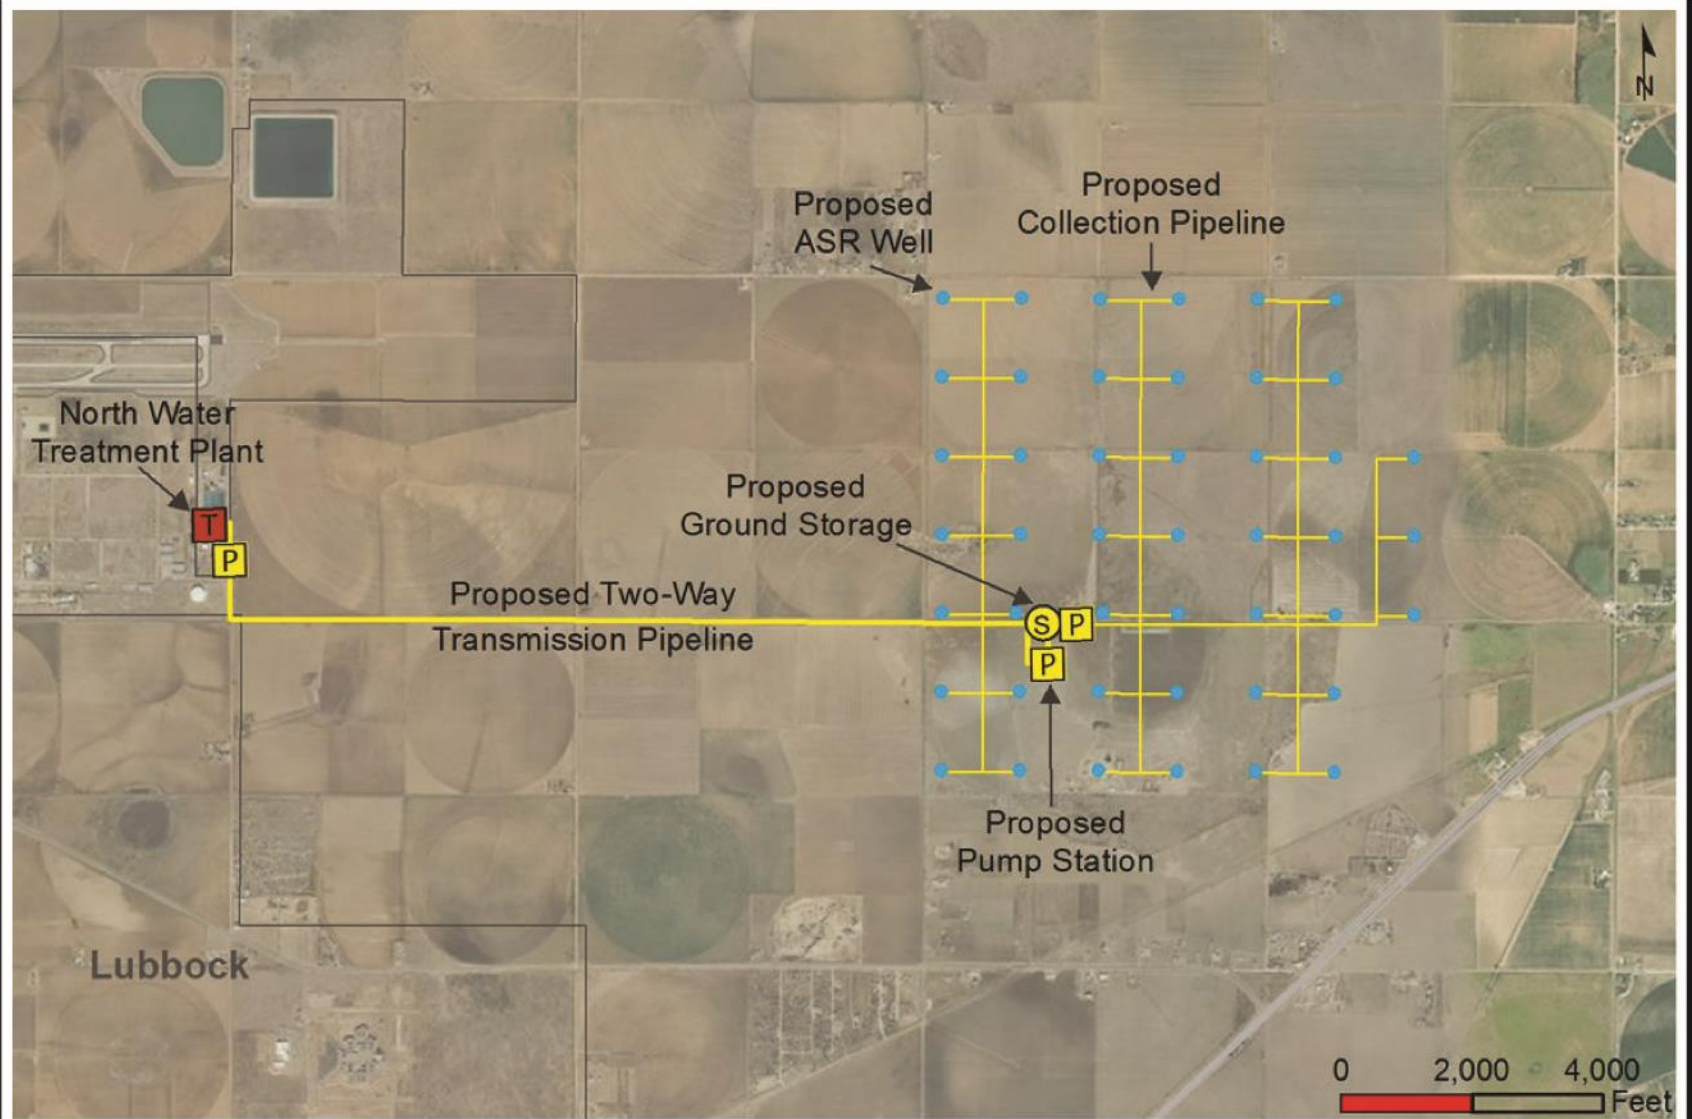 N
Proposed
Collection Pipeline
Proposed
ASR Well
North Water
Treatment Plant
T
P
Proposed
Ground Storage
Proposed Two-Way
Transmission Pipeline
S P
P
Proposed
Pump Station
Lubbock
0 2,000 4,000
Feet